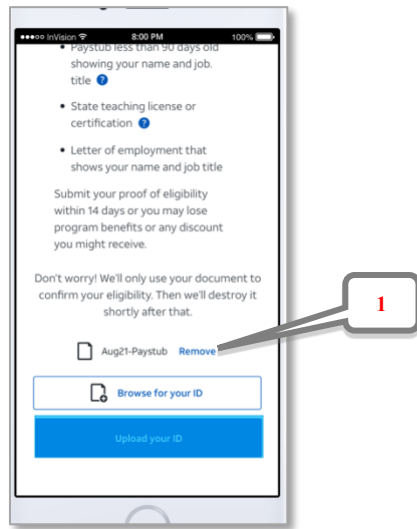 ●●●○○ InVision 8:00 PM 100%
• Paystub less than 90 days old
showing your name and job.
title ?
• State teaching license or
certification ?
• Letter of employment that
shows your name and job title
Submit your proof of eligibility
within 14 days or you may lose
program benefits or any discount
you might receive.
Don't worry! We'll only use your document to
confirm your eligibility. Then we'll destroy it
shortly after that.
1
Aug21-Paystub Remove
Browse for your ID
Upload your ID